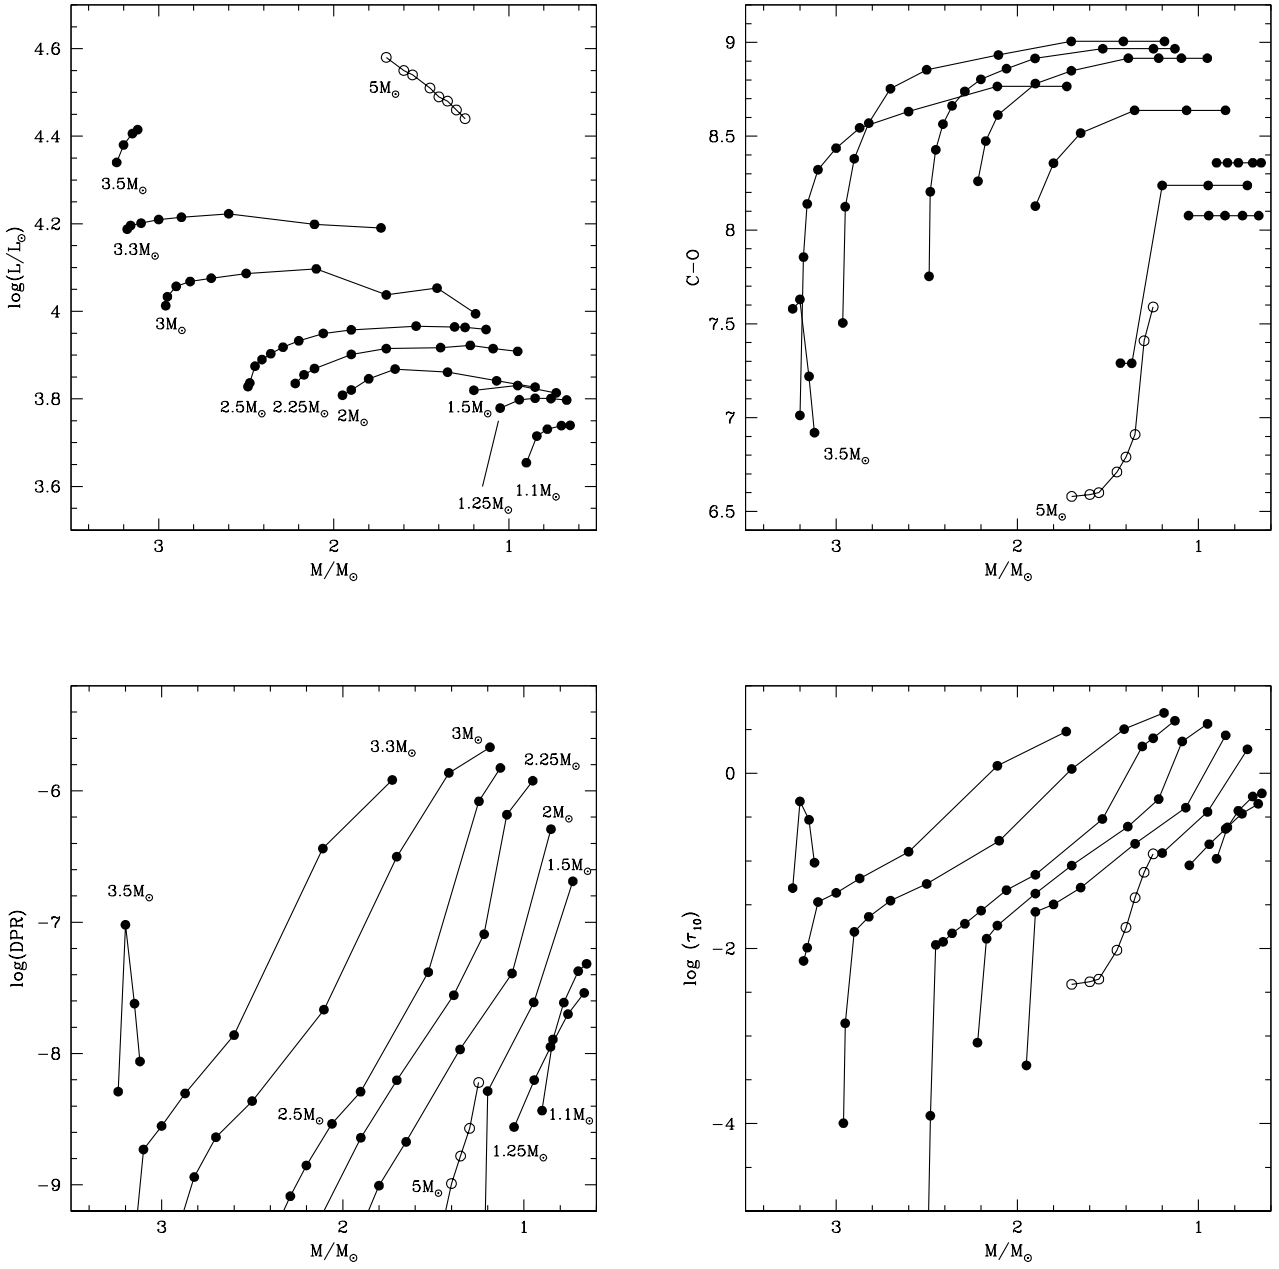 4.6
4.4
4.2
4
3.8
3.6
log(L/L⊙)
5M⊙
3.5M⊙
3.3M⊙
3M⊙
2.5M⊙ 2.25M⊙ 2M⊙ 1.5M⊙
1.25M⊙ 1.1M⊙
3 2 1
M/M⊙
9
8.5
8
7.5
7
6.5
C-O
3.5M⊙
5M⊙
3 2 1
M/M⊙
-6
-7
-8
-9
log(DPR)
3.3M⊙ 3M⊙
2.25M⊙
2M⊙
1.5M⊙
3.5M⊙
2.5M⊙ 1.1M⊙
1.25M⊙
5M⊙
3 2 1
M/M⊙
0
-2
-4
log (τ₁₀)
3 2 1
M/M⊙